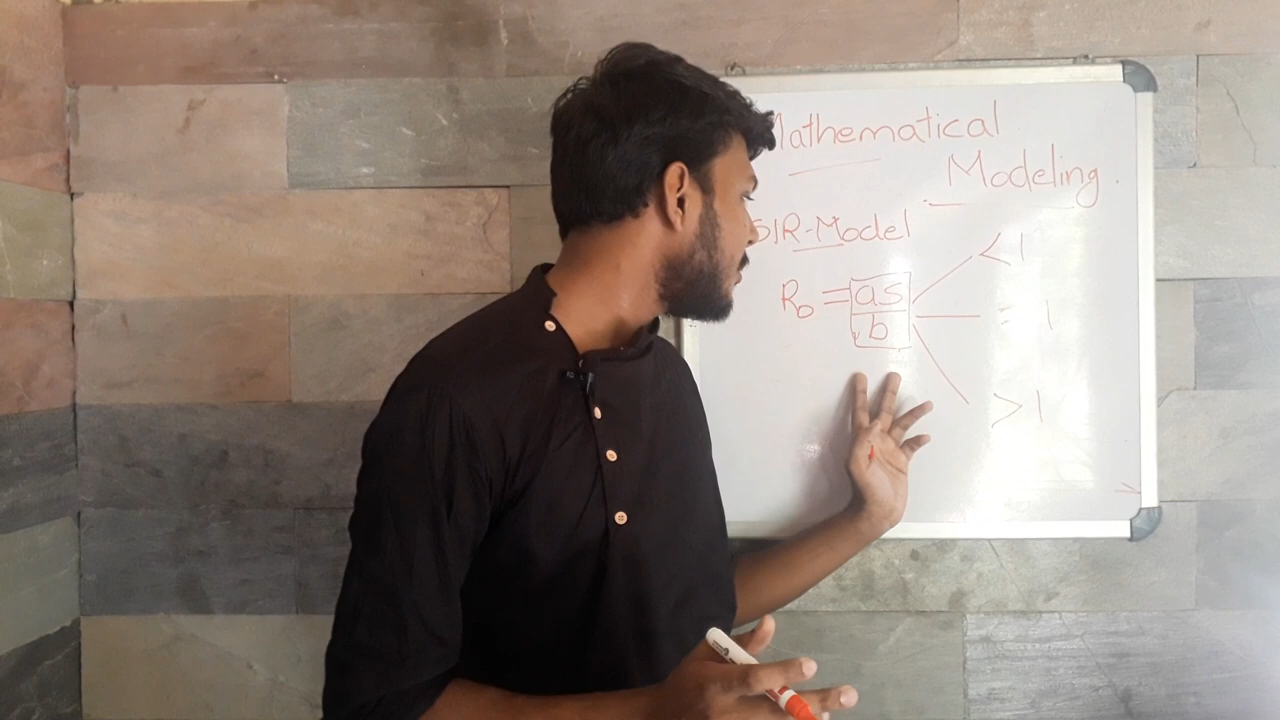 Mathematical
Modeling.
SIR-Model
R₀ = as/b
< 1
= 1
> 1